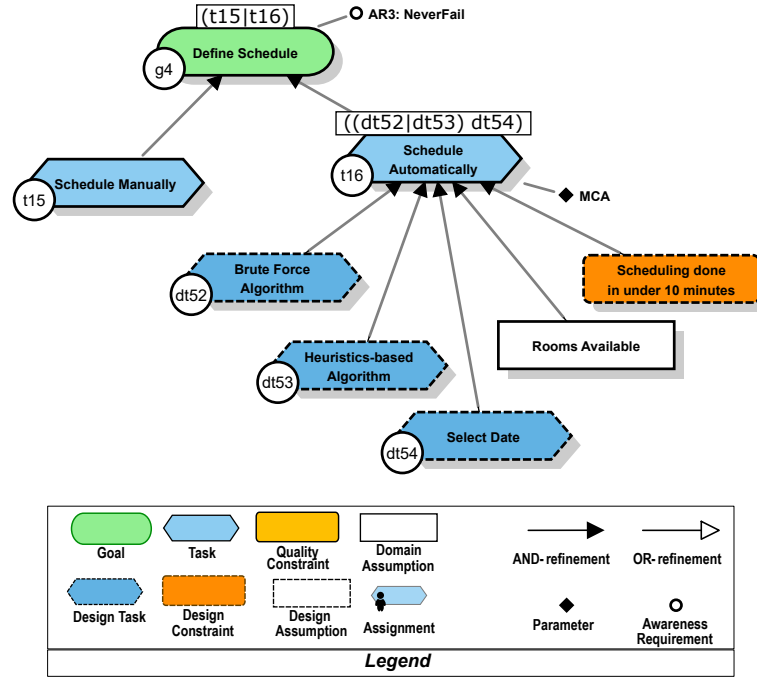 (t15|t16)
AR3: NeverFail
Define Schedule
g4
((dt52|dt53) dt54)
Schedule
Automatically
t16
Schedule Manually
t15
MCA
Brute Force
Algorithm
dt52
Scheduling done
in under 10 minutes
Rooms Available
Heuristics-based
Algorithm
dt53
Select Date
dt54
Goal
Task
Quality
Constraint
Domain
Assumption
AND-refinement
OR-refinement
Design Task
Design
Constraint
Design
Assumption
Assignment
Parameter
Awareness
Requirement
Legend